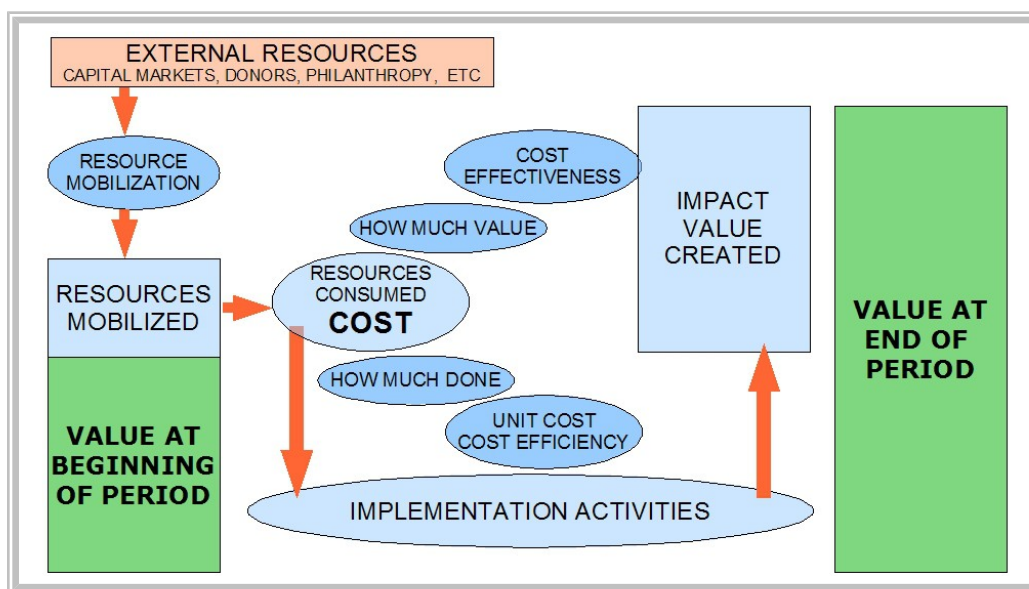 EXTERNAL RESOURCES
CAPITAL MARKETS, DONORS, PHILANTHROPY, ETC
RESOURCE
MOBILIZATION
COST
EFFECTIVENESS
HOW MUCH VALUE
IMPACT
VALUE
CREATED
RESOURCES
MOBILIZED
RESOURCES
CONSUMED
COST
VALUE AT
END OF
PERIOD
HOW MUCH DONE
UNIT COST
COST EFFICIENCY
VALUE AT
BEGINNING
OF PERIOD
IMPLEMENTATION ACTIVITIES